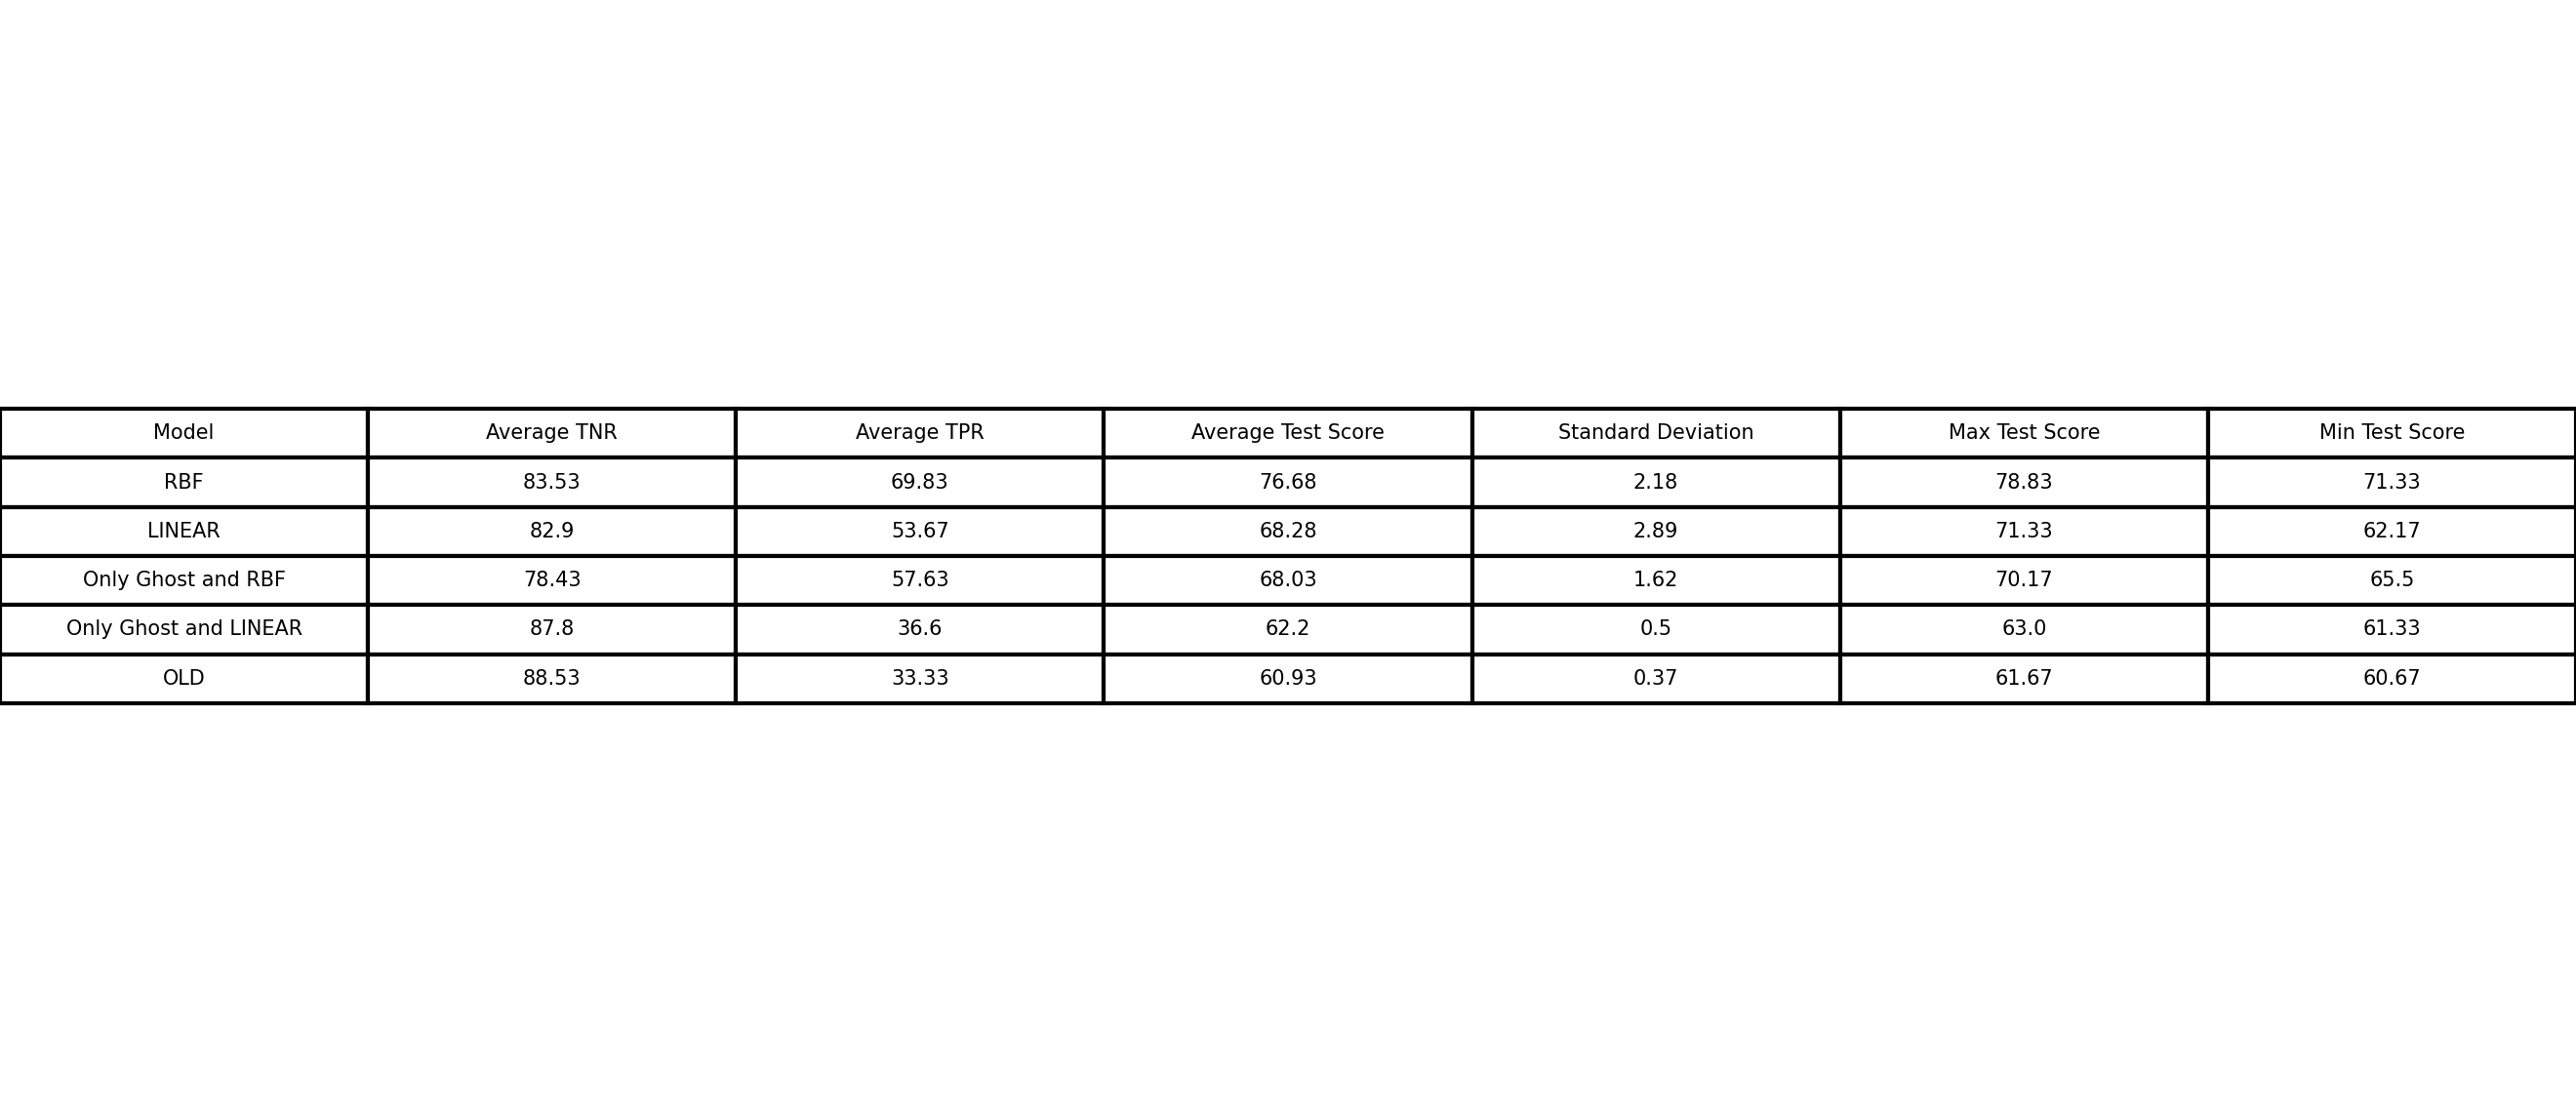 Model Average TNR Average TPR Average Test Score Standard Deviation Max Test Score Min Test Score
RBF 83.53 69.83 76.68 2.18 78.83 71.33
LINEAR 82.9 53.67 68.28 2.89 71.33 62.17
Only Ghost and RBF 78.43 57.63 68.03 1.62 70.17 65.5
Only Ghost and LINEAR 87.8 36.6 62.2 0.5 63.0 61.33
OLD 88.53 33.33 60.93 0.37 61.67 60.67